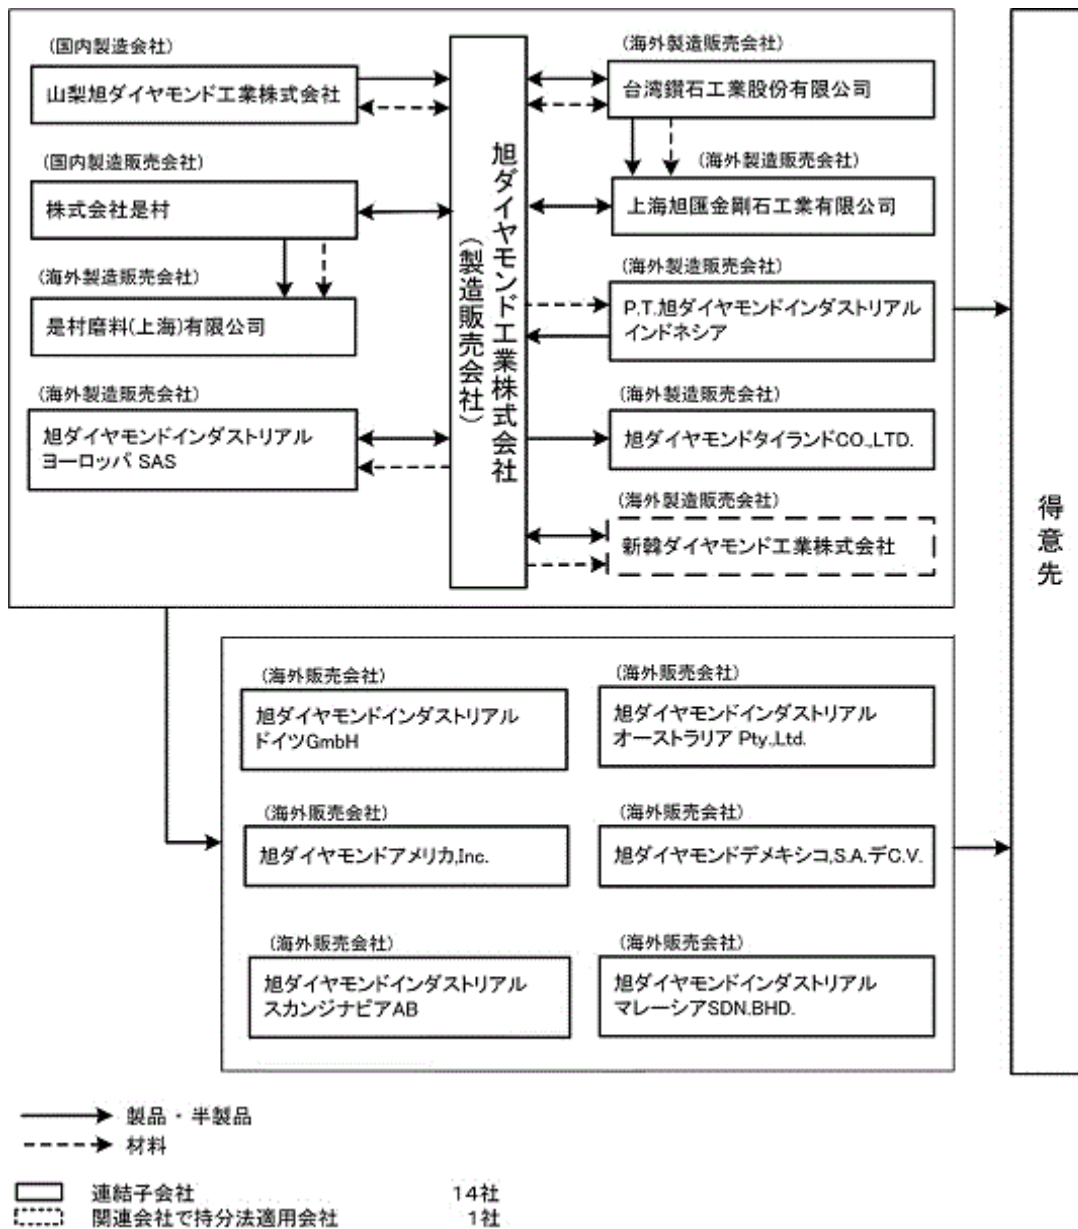 (国内製造会社)
山梨旭ダイヤモンド工業株式会社
(国内製造販売会社)
株式会社是村
(海外製造販売会社)
是村磨料(上海)有限公司
(海外製造販売会社)
旭ダイヤモンドインダストリアル
ヨーロッパ SAS
旭ダイヤモンド工業株式会社
(製造販売会社)
(海外製造販売会社)
台湾鑽石工業股份有限公司
(海外製造販売会社)
上海旭匯金剛石工業有限公司
(海外製造販売会社)
P.T.旭ダイヤモンドインダストリアル
インドネシア
(海外製造販売会社)
旭ダイヤモンドタイランドCO.,LTD.
(海外製造販売会社)
新韓ダイヤモンド工業株式会社
得意先
(海外販売会社)
旭ダイヤモンドインダストリアル
ドイツGmbH
(海外販売会社)
旭ダイヤモンドインダストリアル
オーストラリア Pty.,Ltd.
(海外販売会社)
旭ダイヤモンドアメリカ,Inc.
(海外販売会社)
旭ダイヤモンドデメキシコ,S.A.デC.V.
(海外販売会社)
旭ダイヤモンドインダストリアル
スカンジナビアAB
(海外販売会社)
旭ダイヤモンドインダストリアル
マレーシアSDN.BHD.
製品・半製品
材料
連結子会社 14社
関連会社で持分法適用会社 1社